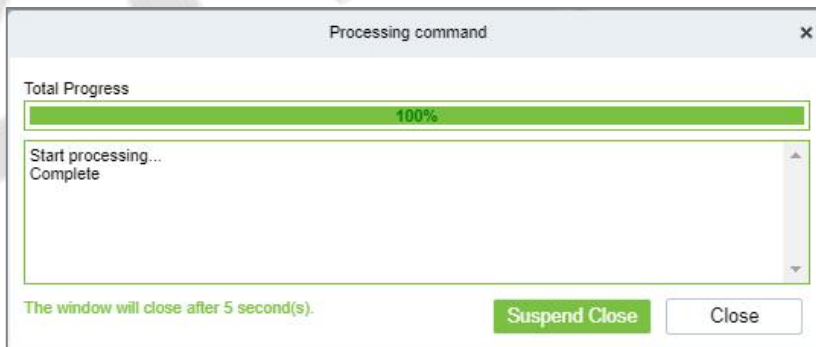 Processing command
Total Progress
100%
Start processing...
Complete
The window will close after 5 second(s).
Suspend Close
Close